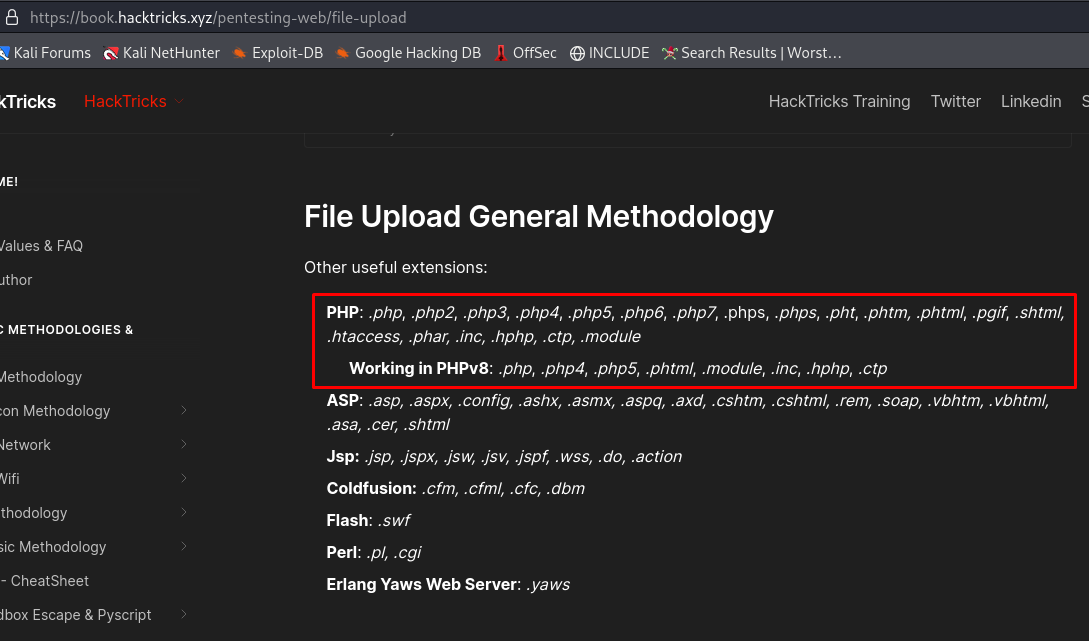 https://book.hacktricks.xyz/pentesting-web/file-upload
Kali Forums Kali NetHunter Exploit-DB Google Hacking DB OffSec INCLUDE Search Results | Worst…
kTricks HackTricks HackTricks Training Twitter Linkedin S
ME!
File Upload General Methodology
Values & FAQ
Other useful extensions:
uthor
PHP: .php, .php2, .php3, .php4, .php5, .php6, .php7, .phps, .phps, .pht, .phtm, .phtml, .pgif, .shtml,
C METHODOLOGIES &
.htaccess, .phar, .inc, .hphp, .ctp, .module
Working in PHPv8: .php, .php4, .php5, .phtml, .module, .inc, .hphp, .ctp
Methodology
ASP: .asp, .aspx, .config, .ashx, .asmx, .aspq, .axd, .cshtm, .cshtml, .rem, .soap, .vbhtm, .vbhtml,
con Methodology
.asa, .cer, .shtml
Network
Jsp: .jsp, .jspx, .jsw, .jsv, .jspf, .wss, .do, .action
Wifi
Coldfusion: .cfm, .cfml, .cfc, .dbm
thodology
Flash: .swf
sic Methodology
Perl: .pl, .cgi
- CheatSheet
Erlang Yaws Web Server: .yaws
dbox Escape & Pyscript